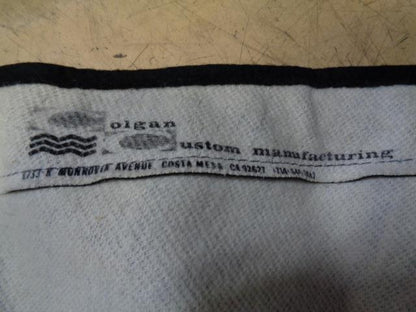 olgan
ustom manufacturing
MONROVIA AVENUE COSTA MESA CA 92627